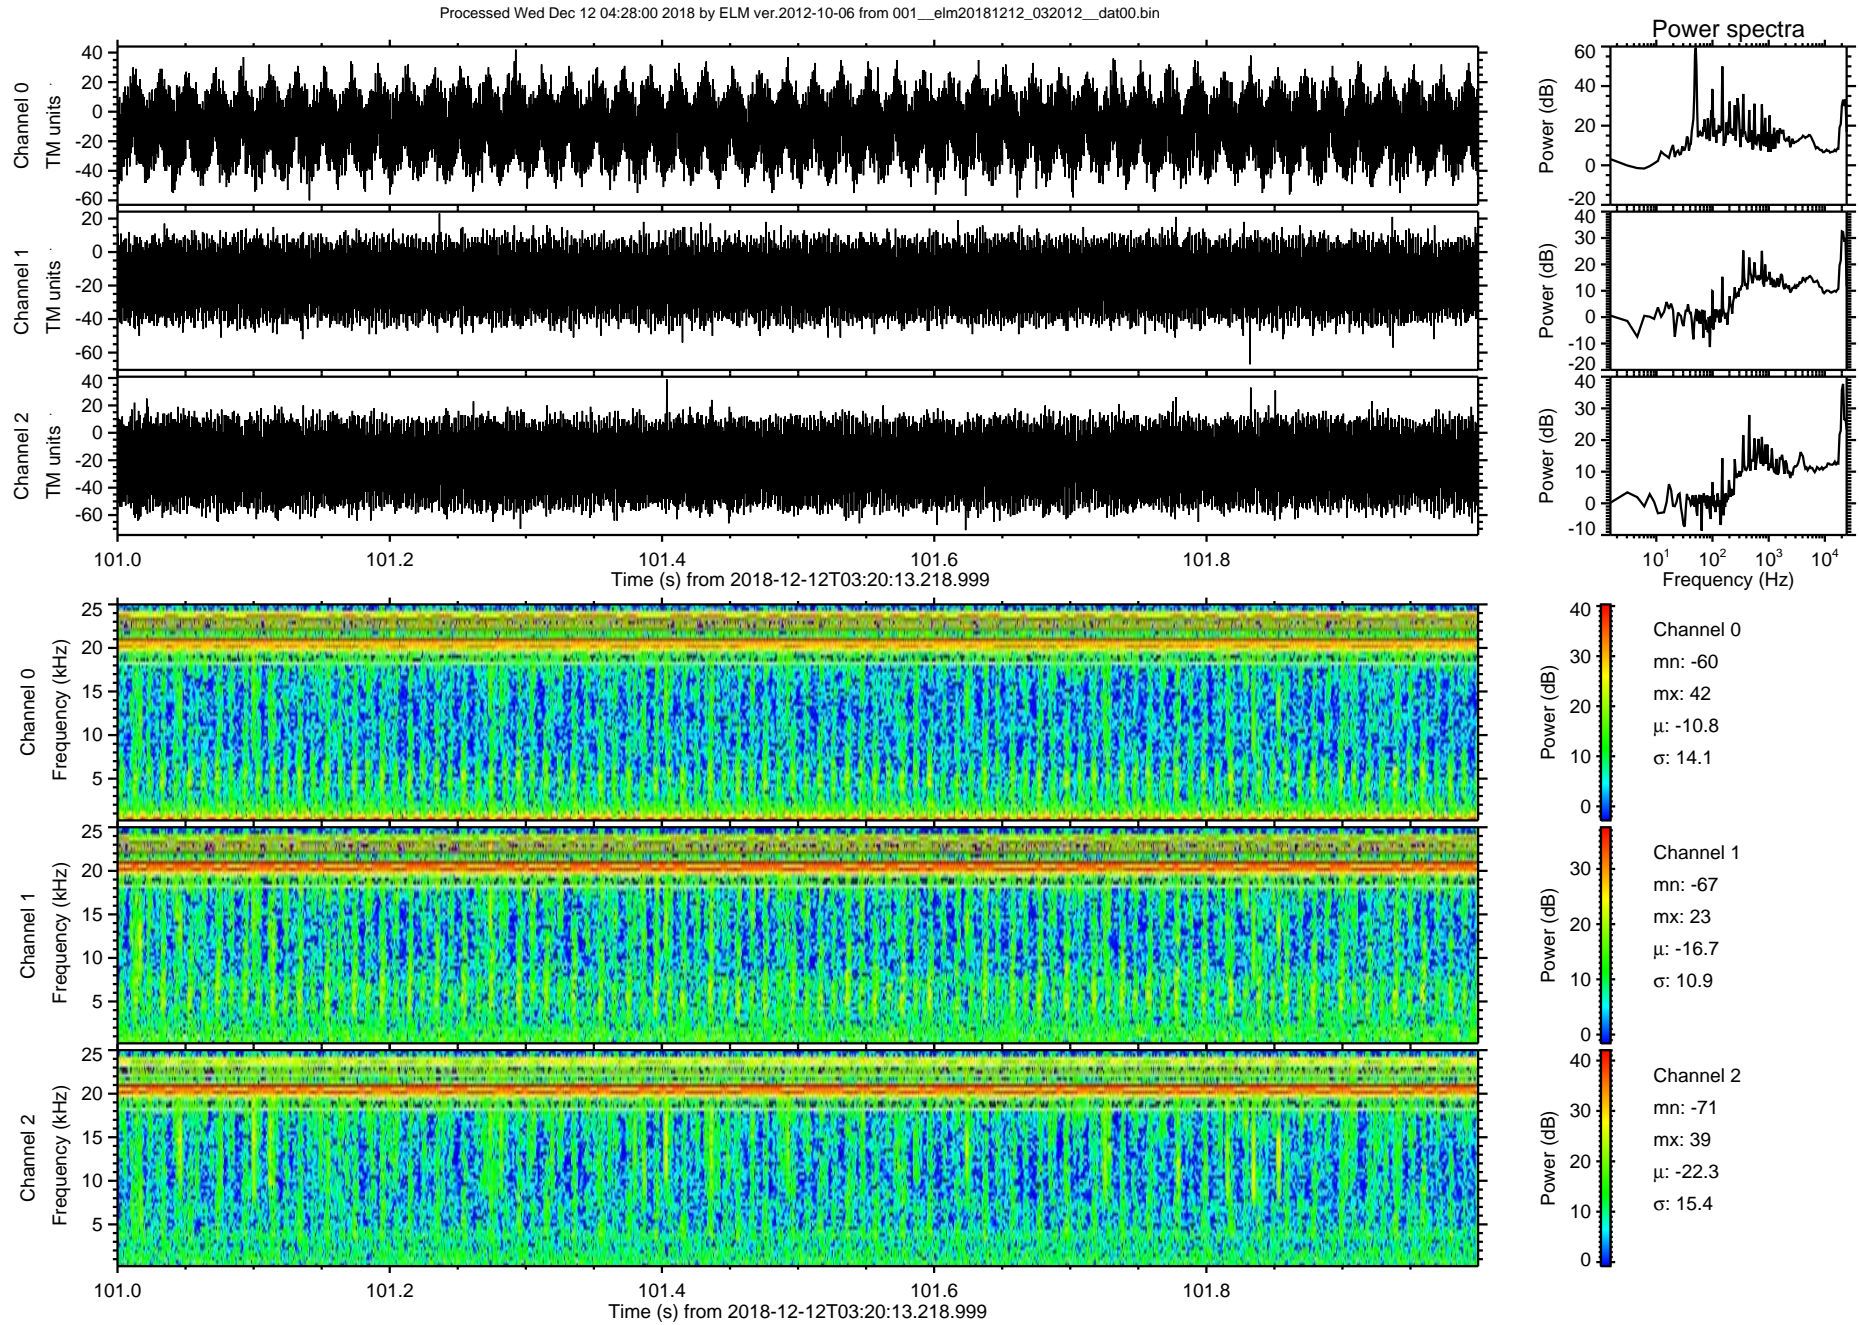 Processed Wed Dec 12 04:28:00 2018 by ELM ver.2012-10-06 from 001__elm20181212_032012__dat00.bin
Power spectra
Channel 0
TM units
40
20
0
-20
-40
-60
Power (dB)
60
40
20
0
-20
Channel 1
TM units
20
0
-20
-40
-60
Power (dB)
40
30
20
10
0
-10
-20
Channel 2
TM units
40
20
0
-20
-40
-60
Power (dB)
40
30
20
10
0
-10
101.0 101.2 101.4 101.6 101.8
Time (s) from 2018-12-12T03:20:13.218.999
10¹ 10² 10³ 10⁴
Frequency (Hz)
Channel 0
Frequency (kHz)
25
20
15
10
5
Power (dB)
40
30
20
10
0
Channel 0
mn: -60
mx: 42
μ: -10.8
σ: 14.1
Channel 1
Frequency (kHz)
25
20
15
10
5
Power (dB)
30
20
10
0
Channel 1
mn: -67
mx: 23
μ: -16.7
σ: 10.9
Channel 2
Frequency (kHz)
25
20
15
10
5
Power (dB)
40
30
20
10
0
Channel 2
mn: -71
mx: 39
μ: -22.3
σ: 15.4
101.0 101.2 101.4 101.6 101.8
Time (s) from 2018-12-12T03:20:13.218.999